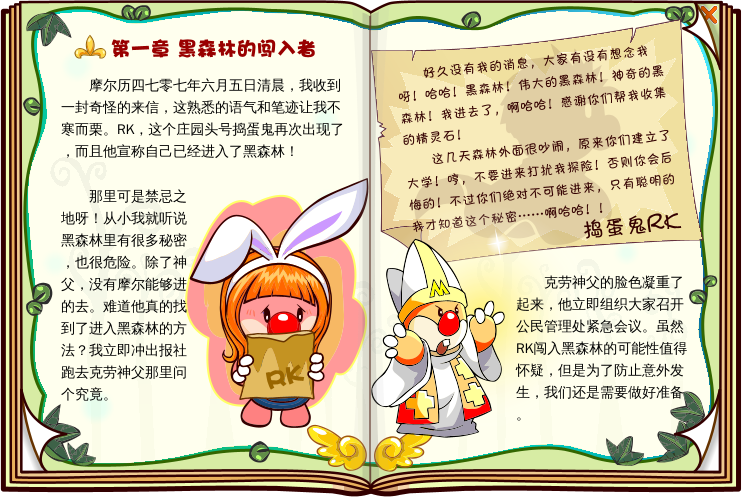 第一章 黑森林的闯入者
摩尔历四七零七年六月五日清晨，我收到
一封奇怪的来信，这熟悉的语气和笔迹让我不
寒而栗。RK，这个庄园头号捣蛋鬼再次出现了
，而且他宣称自己已经进入了黑森林！
那里可是禁忌之
地呀！从小我就听说
黑森林里有很多秘密
，也很危险。除了神
父，没有摩尔能够进
的去。难道他真的找
到了进入黑森林的方
法？我立即冲出报社
跑去克劳神父那里问
个究竟。
RK
好久没有我的消息，大家有没有想念我
呀！哈哈！黑森林！伟大的黑森林！神奇的黑
森林！我进去了，啊哈哈！感谢你们帮我收集
的精灵石！
这几天森林外面很吵闹，原来你们建立了
大学！哼，不要进来打扰我探险！否则你会后
悔的！不过你们绝对不可能进来，只有聪明的
我才知道这个秘密……啊哈哈！！
捣蛋鬼RK
M
克劳神父的脸色凝重了
起来，他立即组织大家召开
公民管理处紧急会议。虽然
RK闯入黑森林的可能性值得
怀疑，但是为了防止意外发
生，我们还是需要做好准备
。